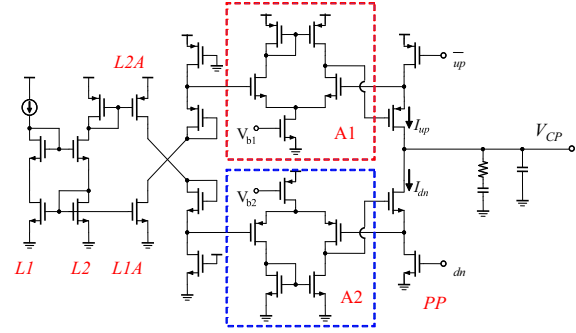 L2A
up
V_b1
A1
I_up
V_CP
V_b2
I_dn
L1
L2
L1A
A2
PP
dn